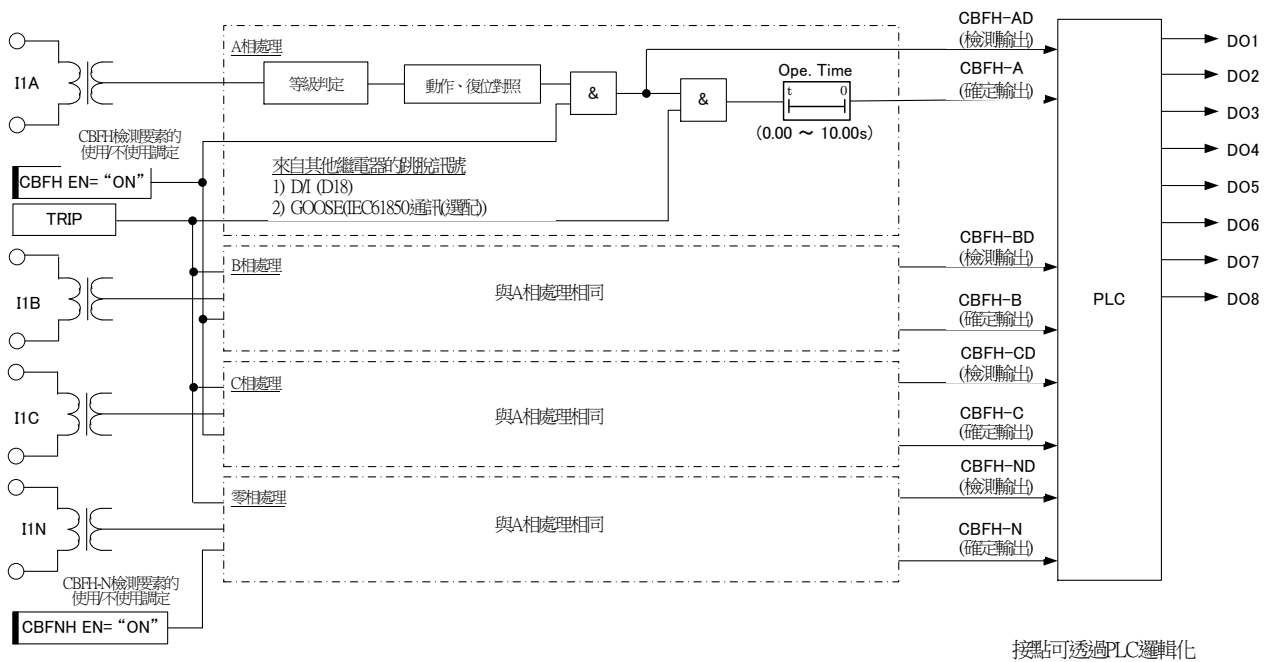 A相處理
I1A
等級判定
動作、復位對照
&
&
Ope. Time
t 0
(0.00 ～ 10.00s)
CBFH-AD
(檢測輸出)
CBFH-A
(確定輸出)
CBFH檢測要素的
使用/不使用調定
CBFH EN= “ON”
TRIP
來自其他繼電器的跳脫訊號
1) D/I (D18)
2) GOOSE(IEC61850通訊(選配))
B相處理
I1B
與A相處理相同
CBFH-BD
(檢測輸出)
CBFH-B
(確定輸出)
C相處理
I1C
與A相處理相同
CBFH-CD
(檢測輸出)
CBFH-C
(確定輸出)
零相處理
I1N
與A相處理相同
CBFH-ND
(檢測輸出)
CBFH-N
(確定輸出)
CBFH-N檢測要素的
使用/不使用調定
CBFNH EN= “ON”
PLC
DO1
DO2
DO3
DO4
DO5
DO6
DO7
DO8
接點可透過PLC邏輯化